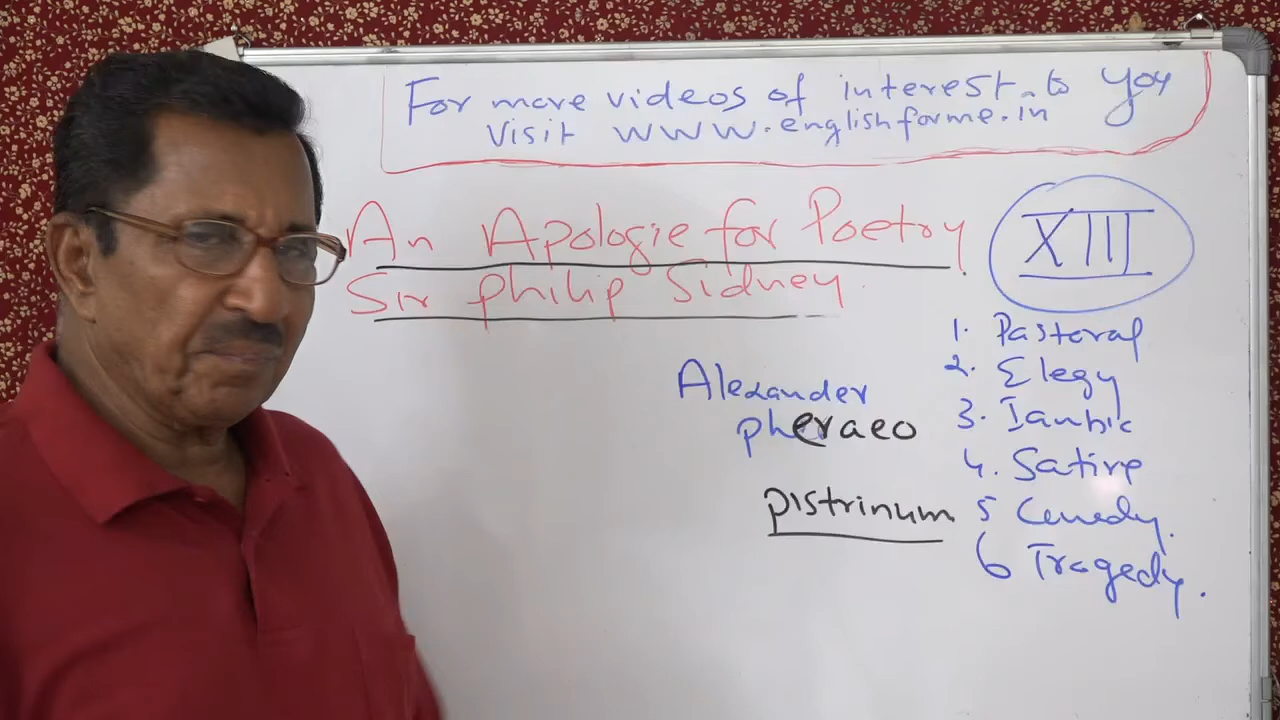 For more videos of interest to you
Visit www.englishforme.in
An Apologie for Poetry
Sir Philip Sidney
XIII
1. Pastoral
2. Elegy
3. Iambic
4. Satire
5 Comedy
6 Tragedy.
Alexander
pheraeo
pistrinum